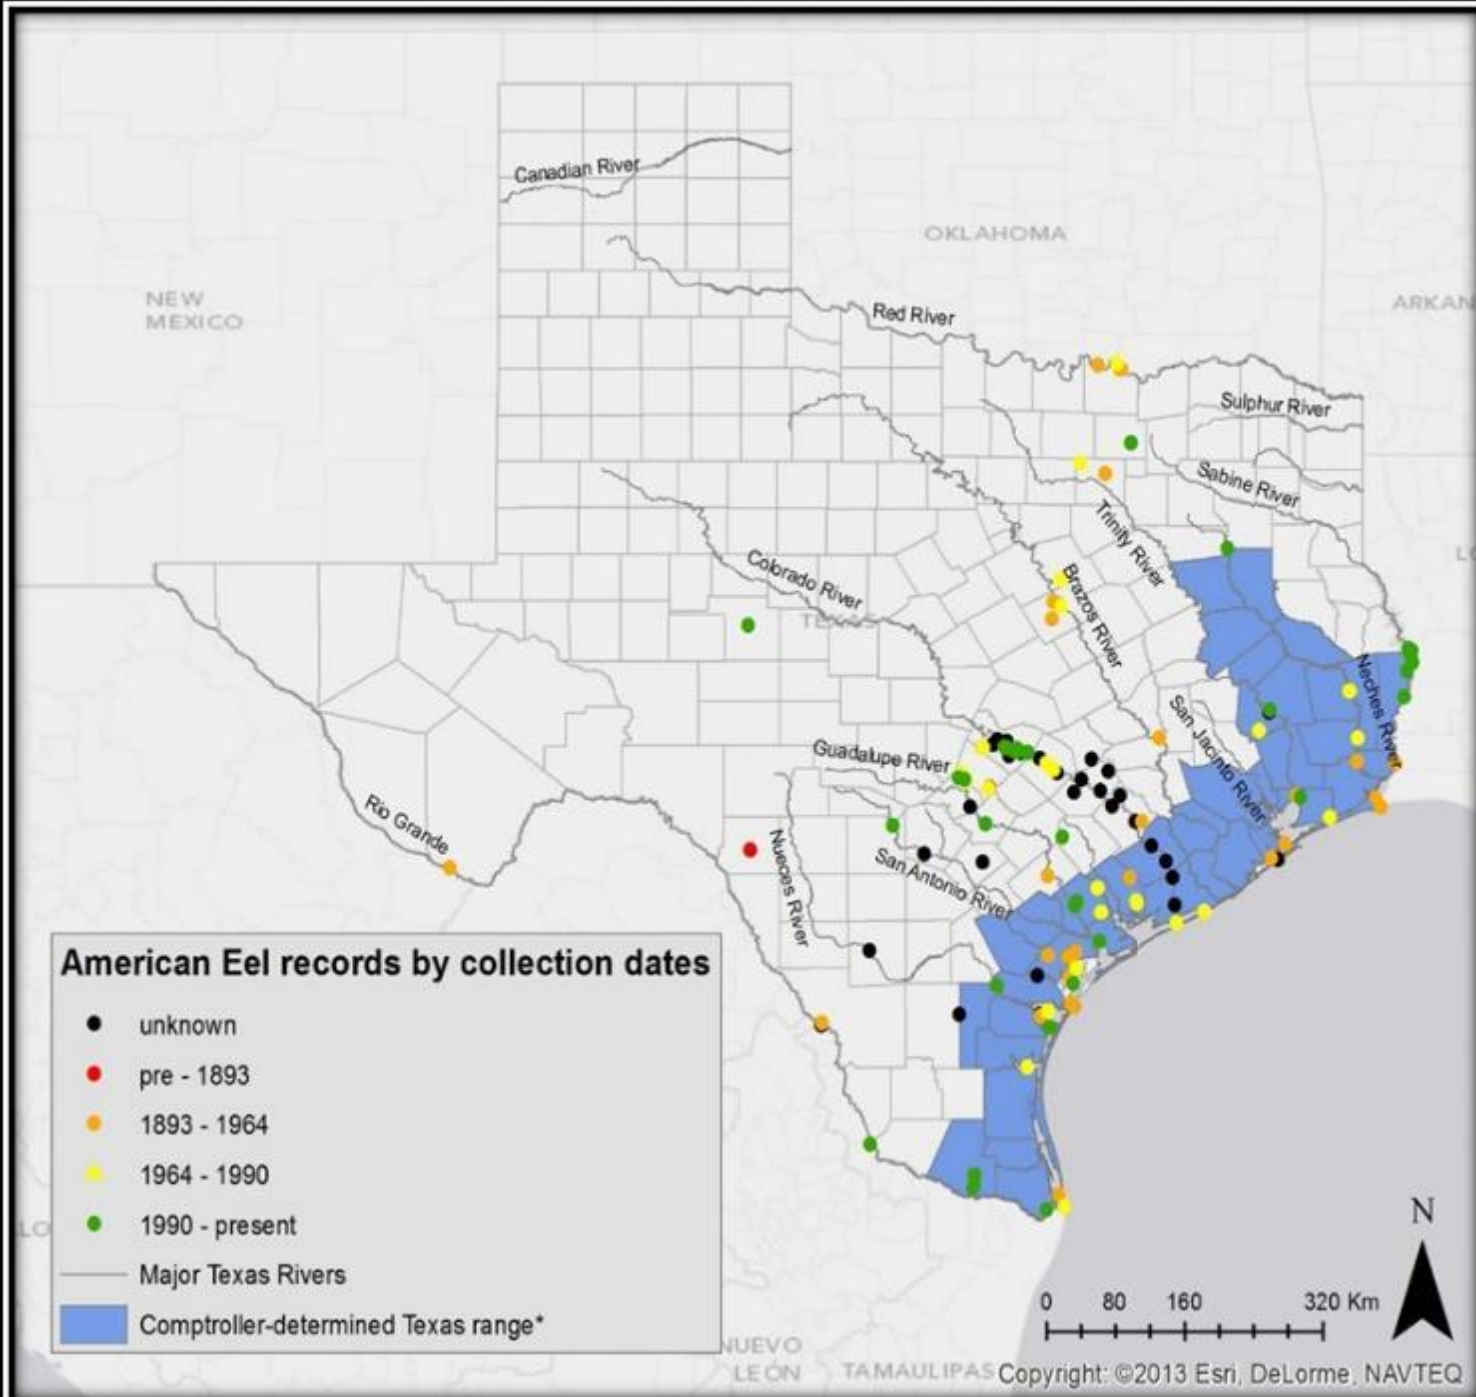 Canadian River
OKLAHOMA
NEW
MEXICO
ARKAN
Red River
Sulphur River
Sabine River
Trinity River
Colorado River
Brazos River
TEXAS
Neches River
San Jacinto River
Guadalupe River
Rio Grande
Nueces River
San Antonio River
American Eel records by collection dates
unknown
pre - 1893
1893 - 1964
1964 - 1990
1990 - present
Major Texas Rivers
Comptroller-determined Texas range*
N
0 80 160 320 Km
NUEVO
LEÓN
TAMAULIPAS
Copyright: ©2013 Esri, DeLorme, NAVTEQ